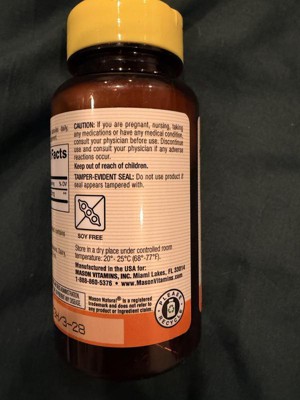 CAUTION: If you are pregnant, nursing, taking
any medications or have any medical condition,
consult your physician before use. Discontinue
use and consult your physician if any adverse
reactions occur.
Keep out of reach of children.
TAMPER-EVIDENT SEAL: Do not use product if
seal appears tampered with.
Facts
SOY FREE
Store in a dry place under controlled room
temperature: 20°- 25°C (68°-77°F).
Manufactured in the USA for:
MASON VITAMINS, INC. Miami Lakes, FL 33014
1-888-860-5376 • www.MasonVitamins.com
Mason Natural® is a registered
trademark and does not refer to
any product or ingredient claim.
PLEASE
RECYCLE